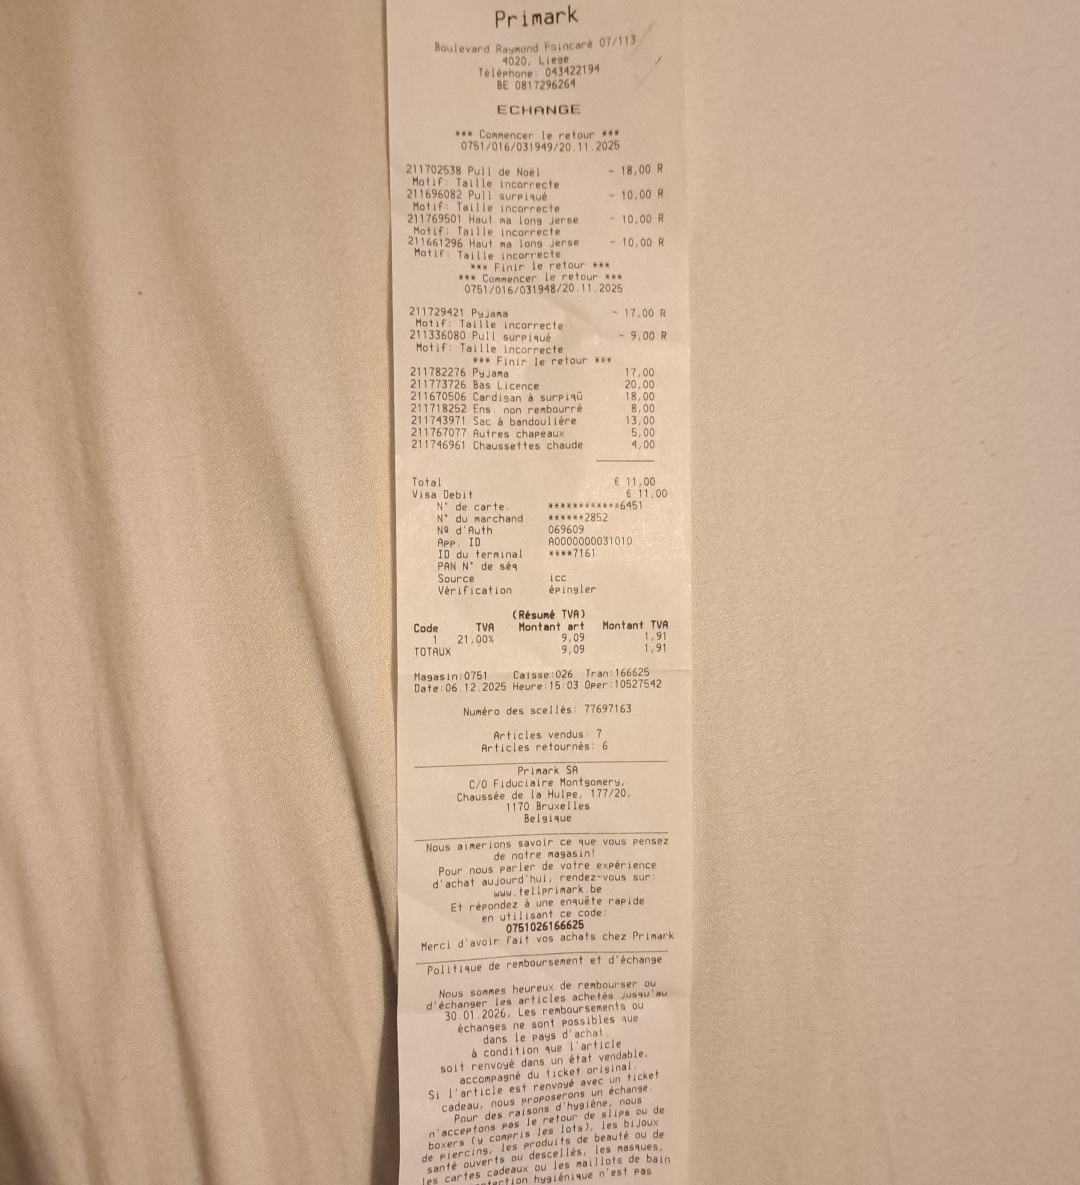 Primark
Boulevard Raymond Poincaré 07/113
4020, Liege
Téléphone: 043422194
BE 0817296264
ECHANGE
*** Commencer le retour ***
0751/016/031949/20.11.2025
211702538 Pull de Noël - 18,00 R
Motif: Taille incorrecte
211696082 Pull surpiqué - 10,00 R
Motif: Taille incorrecte
211769501 Haut ma long jerse - 10,00 R
Motif: Taille incorrecte
211661296 Haut ma long jerse - 10,00 R
Motif: Taille incorrecte
*** Finir le retour ***
*** Commencer le retour ***
0751/016/031948/20.11.2025
211729421 Pyjama - 17,00 R
Motif: Taille incorrecte
211336080 Pull surpiqué - 9,00 R
Motif: Taille incorrecte
*** Finir le retour ***
211782276 Pyjama 17,00
211773726 Bas Licence 20,00
211670506 Cardigan à surpiqû 18,00
211718252 Ens. non rembourré 8,00
211743971 Sac à bandoulière 13,00
211767077 Autres chapeaux 5,00
211746961 Chaussettes chaude 4,00
Total € 11,00
Visa Debit € 11,00
N° de carte. ************6451
N° du marchand ******2852
Nº d'Auth 069609
App. ID A0000000031010
ID du terminal ****7161
PAN N° de séq
Source icc
Vérification épingler
(Résumé TVA)
Code TVA Montant art Montant TVA
1 21,00% 9,09 1,91
TOTAUX 9,09 1,91
Magasin:0751 Caisse:026 Tran:166625
Date:06.12.2025 Heure:15:03 Oper:10527542
Numéro des scellés: 77697163
Articles vendus: 7
Articles retournés: 6
Primark SA
C/O Fiduciaire Montgomery,
Chaussée de la Hulpe, 177/20,
1170 Bruxelles
Belgique
Nous aimerions savoir ce que vous pensez
de notre magasin!
Pour nous parler de votre expérience
d'achat aujourd'hui, rendez-vous sur:
www.tellprimark.be
Et répondez à une enquête rapide
en utilisant ce code:
0751026166625
Merci d'avoir fait vos achats chez Primark
Politique de remboursement et d'échange
Nous sommes heureux de rembourser ou
d'échanger les articles achetés jusqu'au
30.01.2026, Les remboursements ou
échanges ne sont possibles que
dans le pays d'achat.
à condition que l'article
soit renvoyé dans un état vendable,
accompagné du ticket original.
Si l'article est renvoyé avec un ticket
cadeau, nous proposerons un échange.
Pour des raisons d'hygiène, nous
n'acceptons pas le retour de slips ou de
boxers (y compris les lots), les bijoux
de piercing, les produits de beauté ou de
santé ouverts ou descellés, les masques,
les cartes cadeaux ou les maillots de bain
hygiénique n'est pas